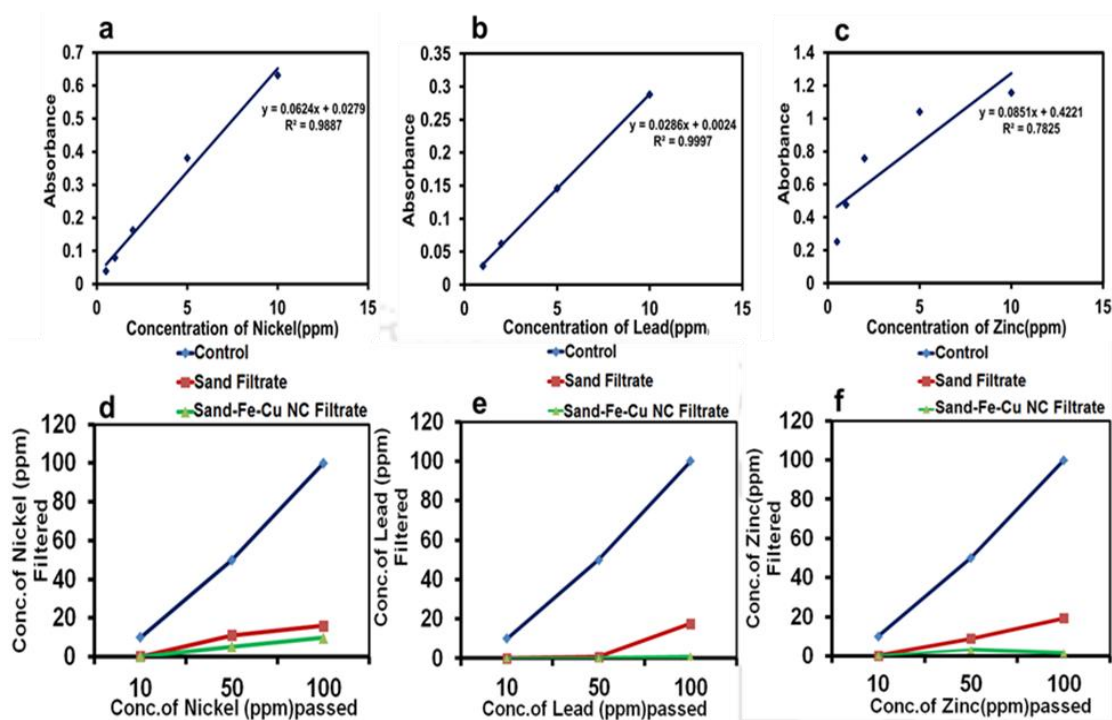 a
Absorbance
0.7
0.6
0.5
0.4
0.3
0.2
0.1
0
y = 0.0624x + 0.0279
R² = 0.9887
0 5 10 15
Concentration of Nickel(ppm)
b
Absorbance
0.35
0.3
0.25
0.2
0.15
0.1
0.05
0
y = 0.0286x + 0.0024
R² = 0.9997
0 5 10 15
Concentration of Lead(ppm)
c
Aborbance
1.4
1.2
1
0.8
0.6
0.4
0.2
0
y = 0.0851x + 0.4221
R² = 0.7825
0 5 10 15
Concentration of Zinc(ppm)
Control
Sand Filtrate
Sand-Fe-Cu NC Filtrate
d
Conc.of Nickel (ppm)
Filtered
120
100
80
60
40
20
0
10 50 100
Conc.of Nickel (ppm)passed
Control
Sand Filtrate
Sand-Fe-Cu NC Filtrate
e
Conc.of Lead (ppm)
Filtered
120
100
80
60
40
20
0
10 50 100
Conc.of Lead (ppm)passed
Control
Sand Filtrate
Sand-Fe-Cu NC Filtrate
f
Conc.of Zinc(ppm)
Filtered
120
100
80
60
40
20
0
10 50 100
Conc.of Zinc(ppm)passed